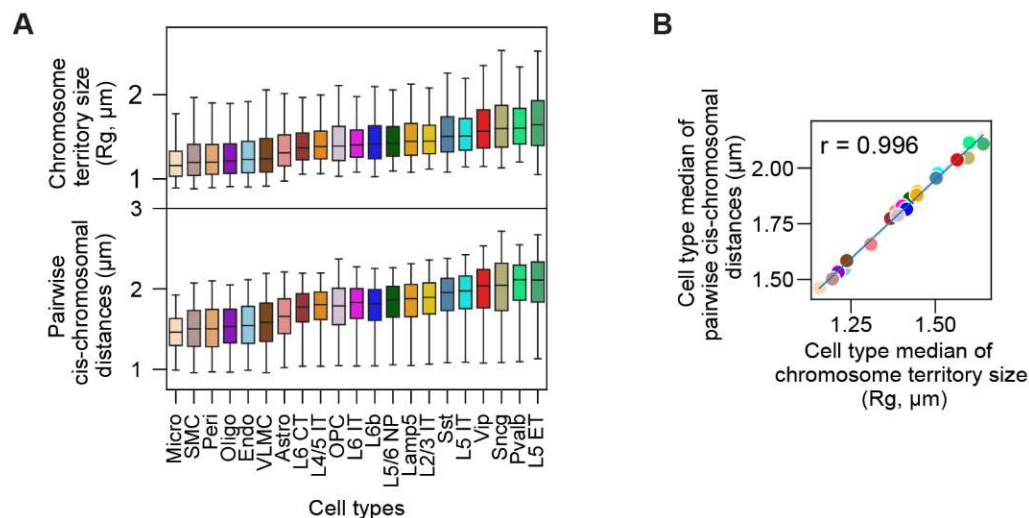 A
Chromosome
territory size
(Rg, μm)
2
1
3
Pairwise
cis-chromosomal
distances (μm)
2
1
Micro
SMC
Peri
Oligo
Endo
VLMC
Astro
L6 CT
L4/5 IT
OPC
L6 IT
L6b
L5/6 NP
Lamp5
L2/3 IT
Sst
L5 IT
Vip
Sncg
Pvalb
L5 ET
Cell types
B
Cell type median of
pairwise cis-chromosomal
distances (μm)
r = 0.996
2.00
1.75
1.50
1.25
1.50
Cell type median of
chromosome territory size
(Rg, μm)